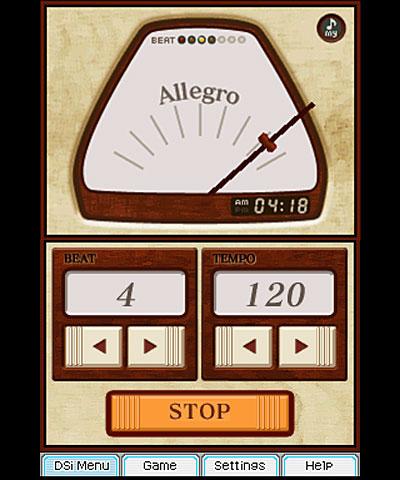 BEAT
my
Allegro
AM
PM 04:18
BEAT TEMPO
4 120
STOP
DSi Menu Game Settings Help